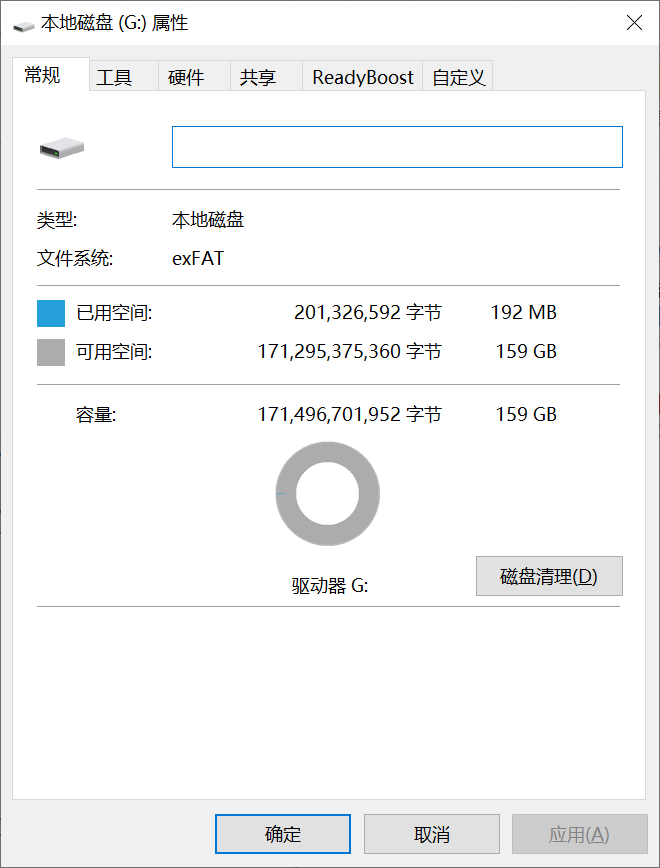 本地磁盘 (G:) 属性
常规 工具 硬件 共享 ReadyBoost 自定义
类型: 本地磁盘
文件系统: exFAT
已用空间: 201,326,592 字节 192 MB
可用空间: 171,295,375,360 字节 159 GB
容量: 171,496,701,952 字节 159 GB
驱动器 G: 磁盘清理(D)
确定 取消 应用(A)